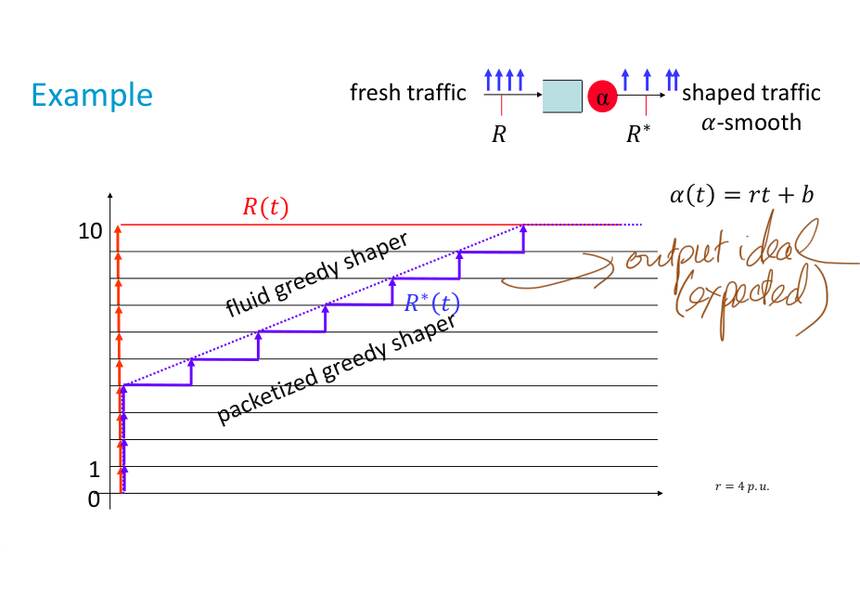 Example
fresh traffic
α
shaped traffic
R
R*
α-smooth
α(t) = rt + b
R(t)
10
output ideal
(expected)
fluid greedy shaper
R*(t)
packetized greedy shaper
1
0
r = 4 p.u.